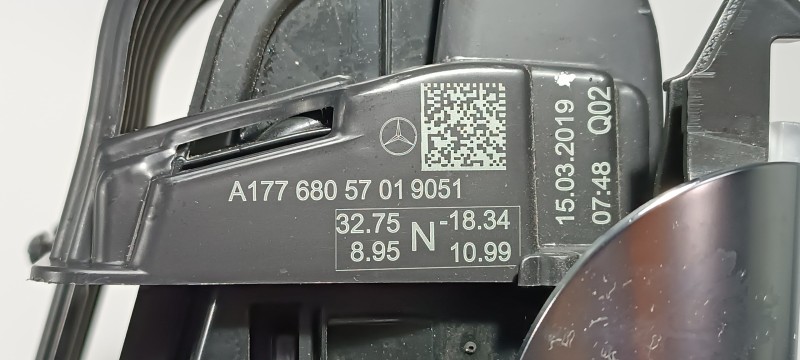 A177 680 57 01 9051
32.75 N -18.34
8.95 10.99
15.03.2019
07:48 Q02